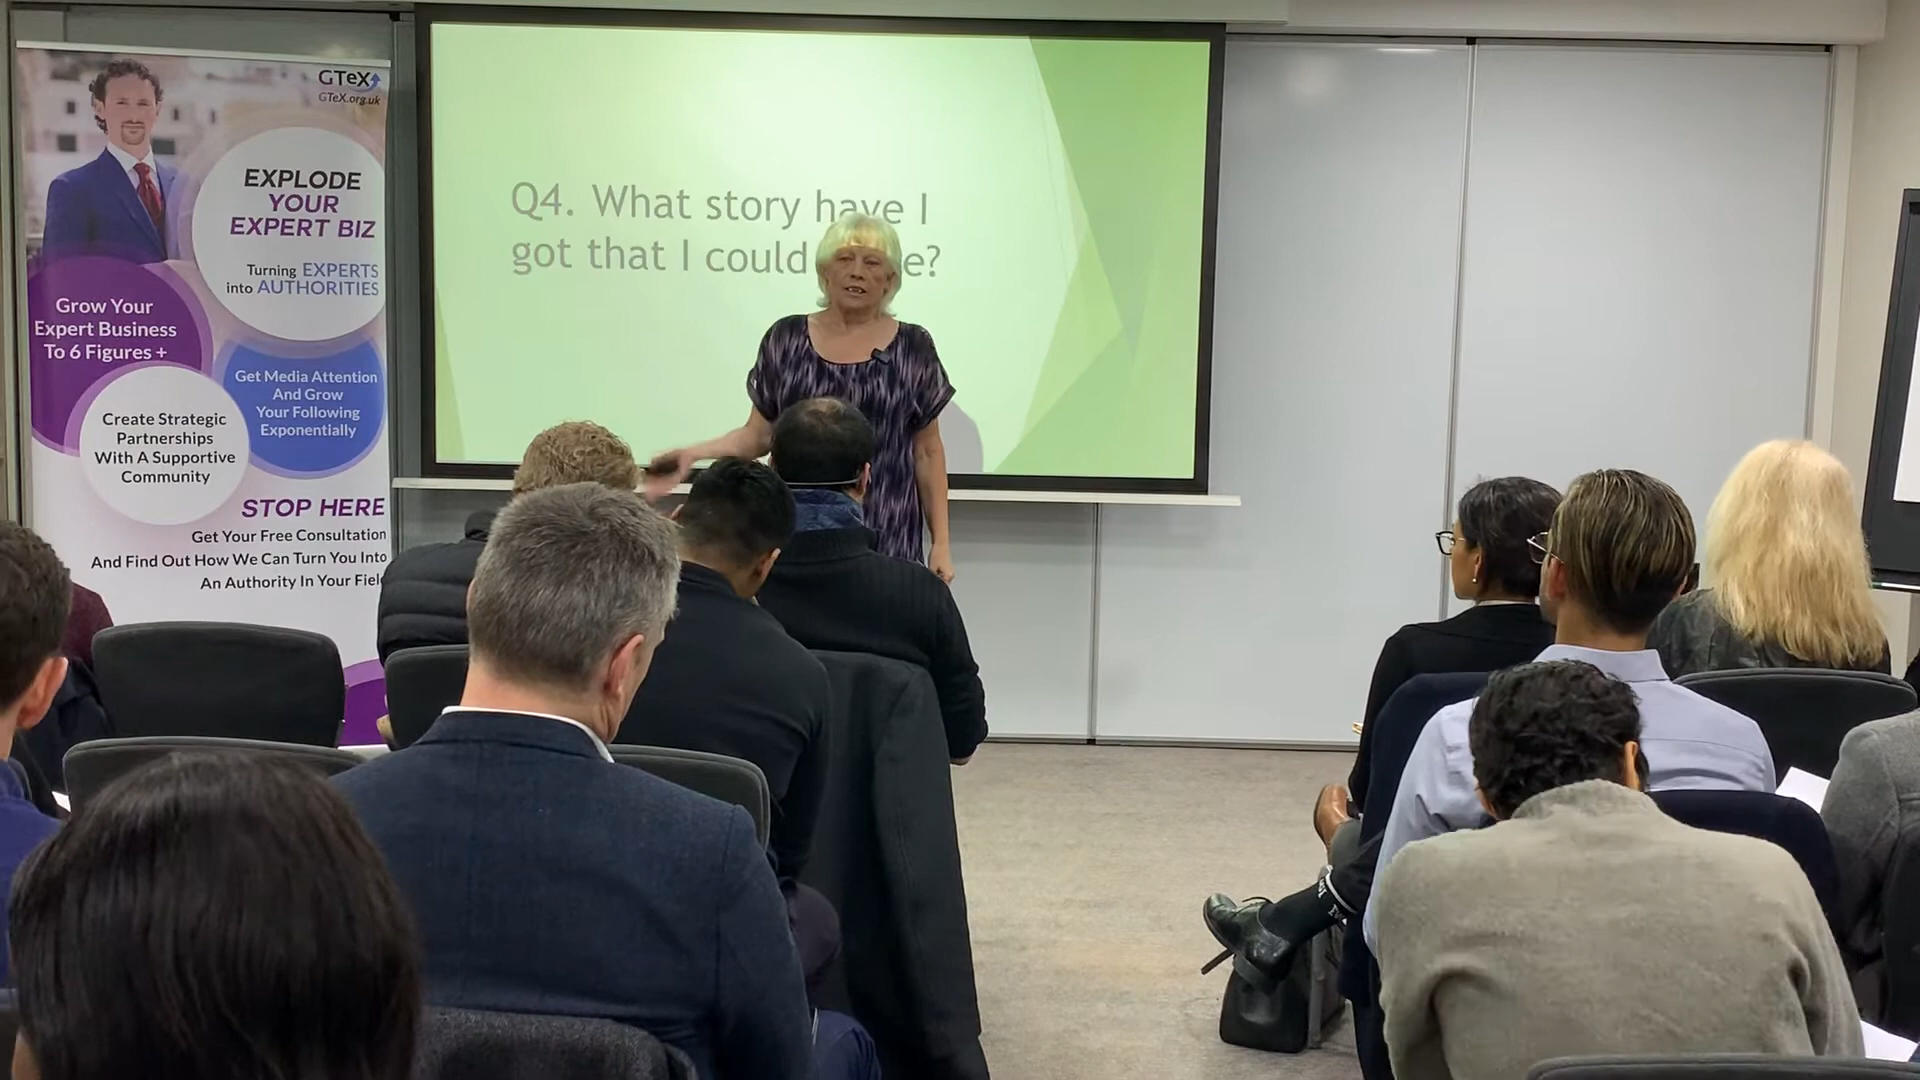 GTeX
GTeX.org.uk
EXPLODE
YOUR
EXPERT BIZ
Turning EXPERTS
into AUTHORITIES
Grow Your
Expert Business
To 6 Figures +
Get Media Attention
And Grow
Your Following
Exponentially
Create Strategic
Partnerships
With A Supportive
Community
STOP HERE
Get Your Free Consultation
And Find Out How We Can Turn You Into
An Authority In Your Fiel
Q4. What story have I
got that I could e?